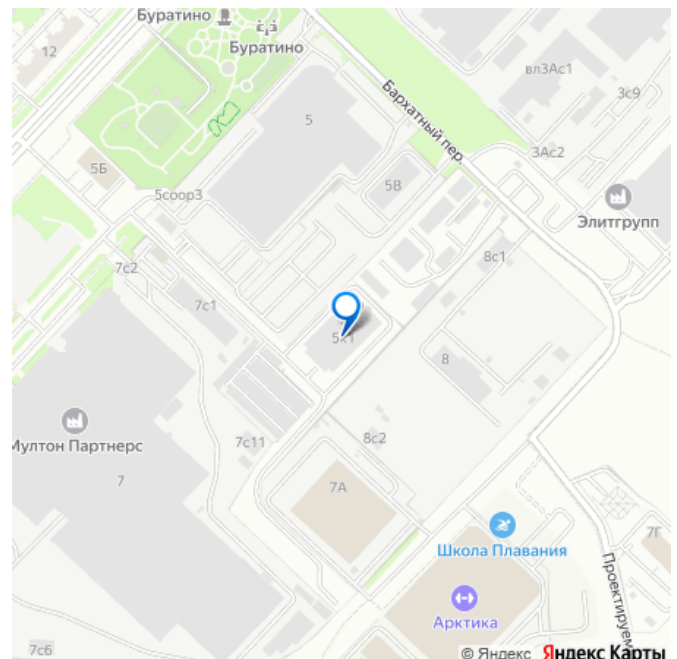 Буратино
Буратино
12
вл3Ас1
3с9
Бархатный пер.
5
3Ас2
5Б
5В
5соор3
Элитгрупп
8с1
7с2
7с1
5к1
8
Мултон Партнерс
7с11
8с2
7
7А
Школа Плавания
7Г
Проектируем
Арктика
7с6
© Яндекс Яндекс Карты